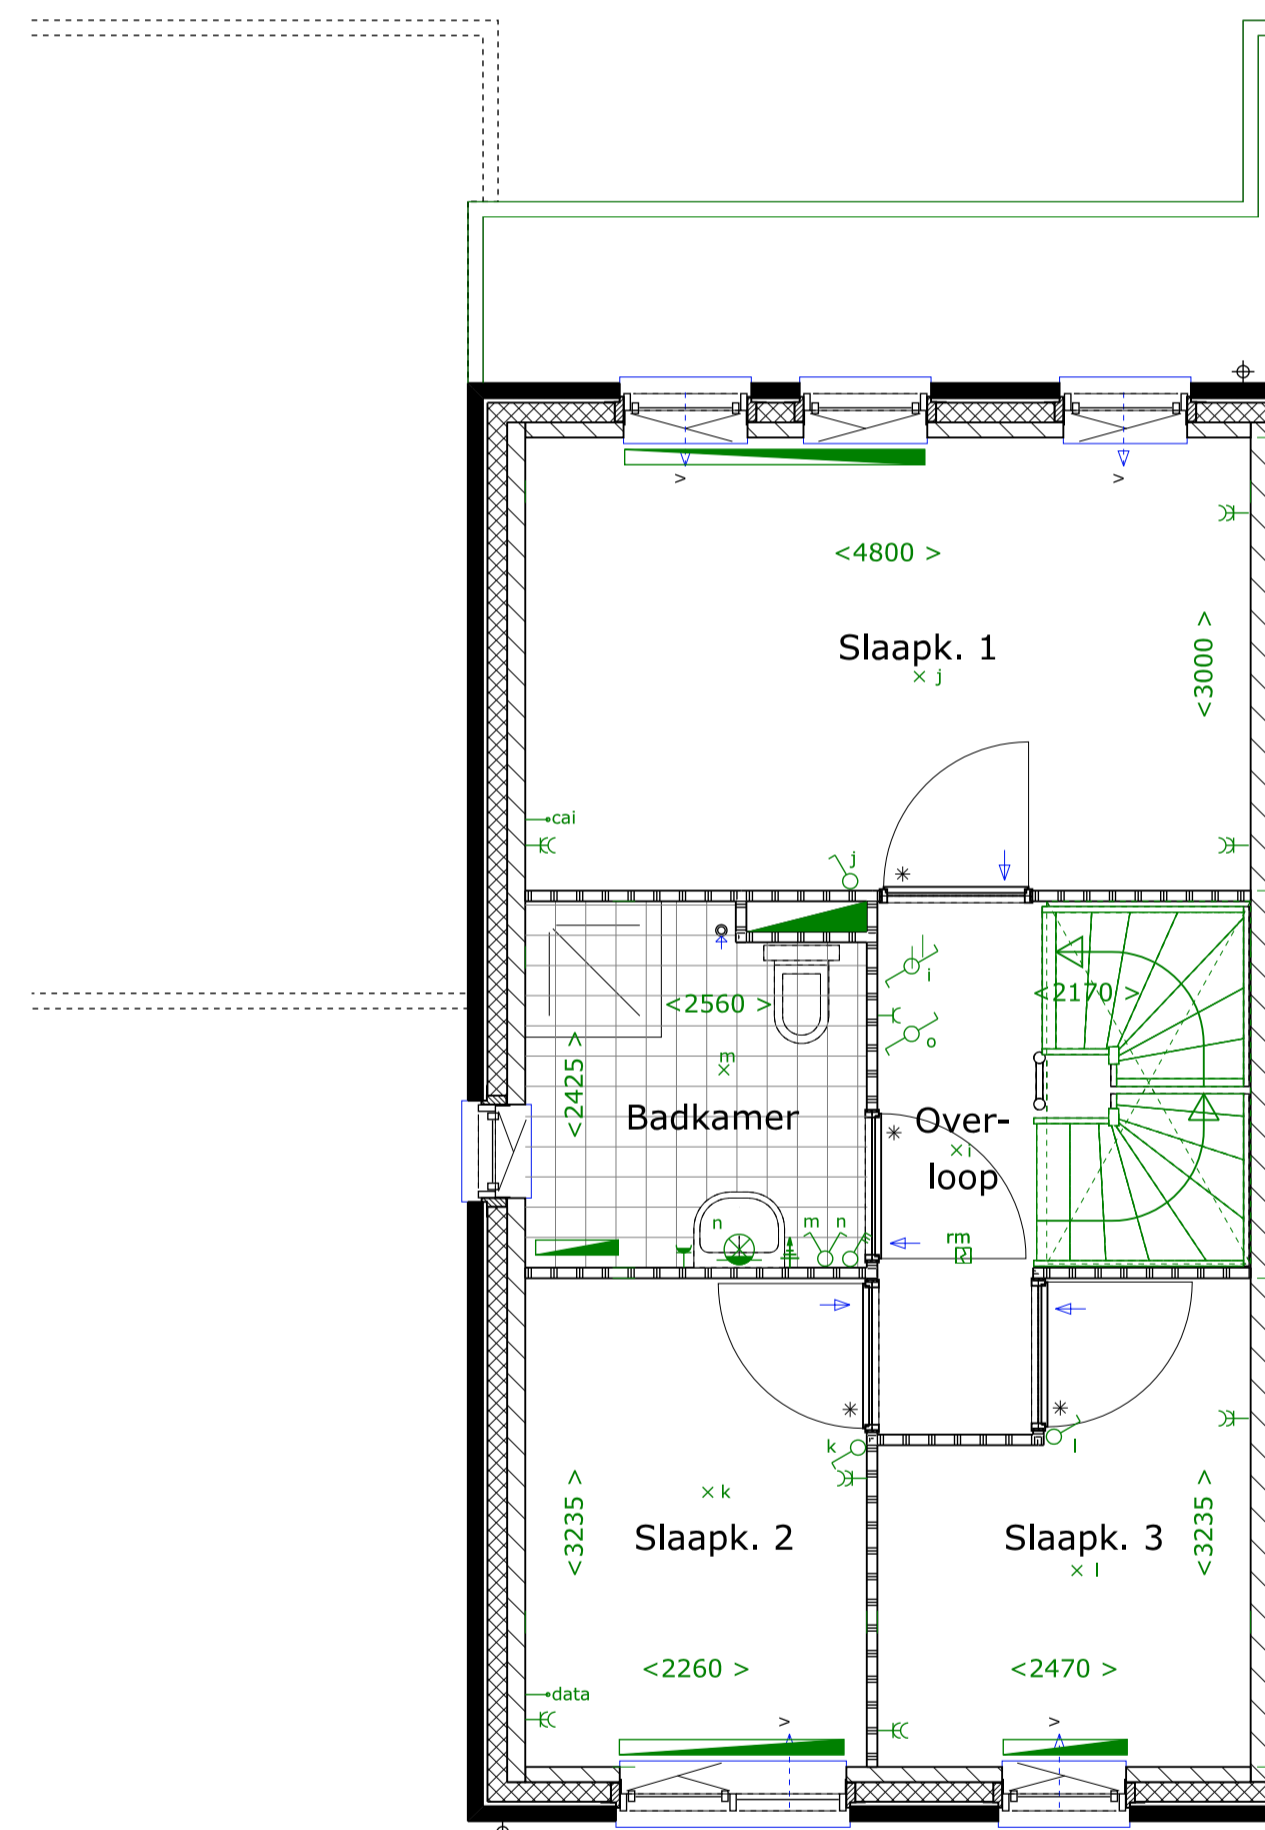 <4800 >
Slaapk. 1
j
<3000 >
cai
j
i
<2560 >
<2170 >
o
m
<2425 >
Badkamer
Over-
i
loop
n
m n
rm
k
l
k
<3235 >
Slaapk. 2
Slaapk. 3
<3235 >
l
<2260 >
<2470 >
data